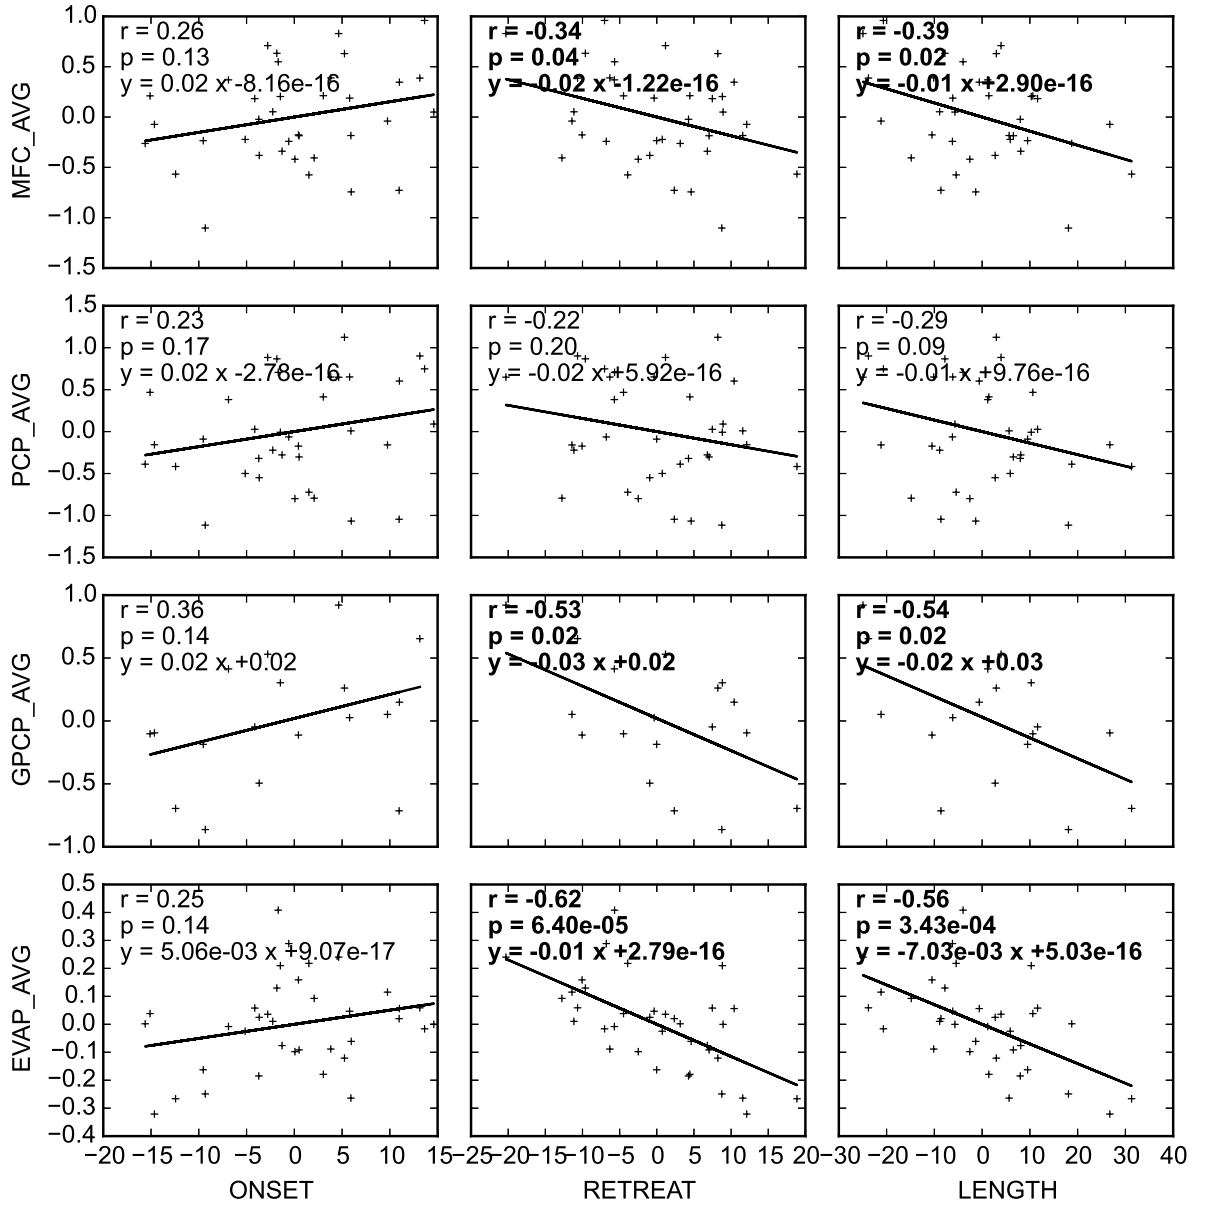 1.0
0.5
0.0
−0.5
−1.0
−1.5
MFC_AVG
r = 0.26
p = 0.13
y = 0.02 x -8.16e-16
r = -0.34
p = 0.04
y = -0.02 x -1.22e-16
r = -0.39
p = 0.02
y = -0.01 x +2.90e-16
1.5
1.0
0.5
0.0
−0.5
−1.0
−1.5
PCP_AVG
r = 0.23
p = 0.17
y = 0.02 x -2.78e-16
r = -0.22
p = 0.20
y = -0.02 x +5.92e-16
r = -0.29
p = 0.09
y = -0.01 x +9.76e-16
1.0
0.5
0.0
−0.5
−1.0
GPCP_AVG
r = 0.36
p = 0.14
y = 0.02 x +0.02
r = -0.53
p = 0.02
y = -0.03 x +0.02
r = -0.54
p = 0.02
y = -0.02 x +0.03
0.5
0.4
0.3
0.2
0.1
0.0
−0.1
−0.2
−0.3
−0.4
EVAP_AVG
r = 0.25
p = 0.14
y = 5.06e-03 x +9.07e-17
r = -0.62
p = 6.40e-05
y = -0.01 x +2.79e-16
r = -0.56
p = 3.43e-04
y = -7.03e-03 x +5.03e-16
−20 −15 −10 −5 0 5 10 15
−25 −20 −15 −10 −5 0 5 10 15 20
−30 −20 −10 0 10 20 30 40
ONSET
RETREAT
LENGTH